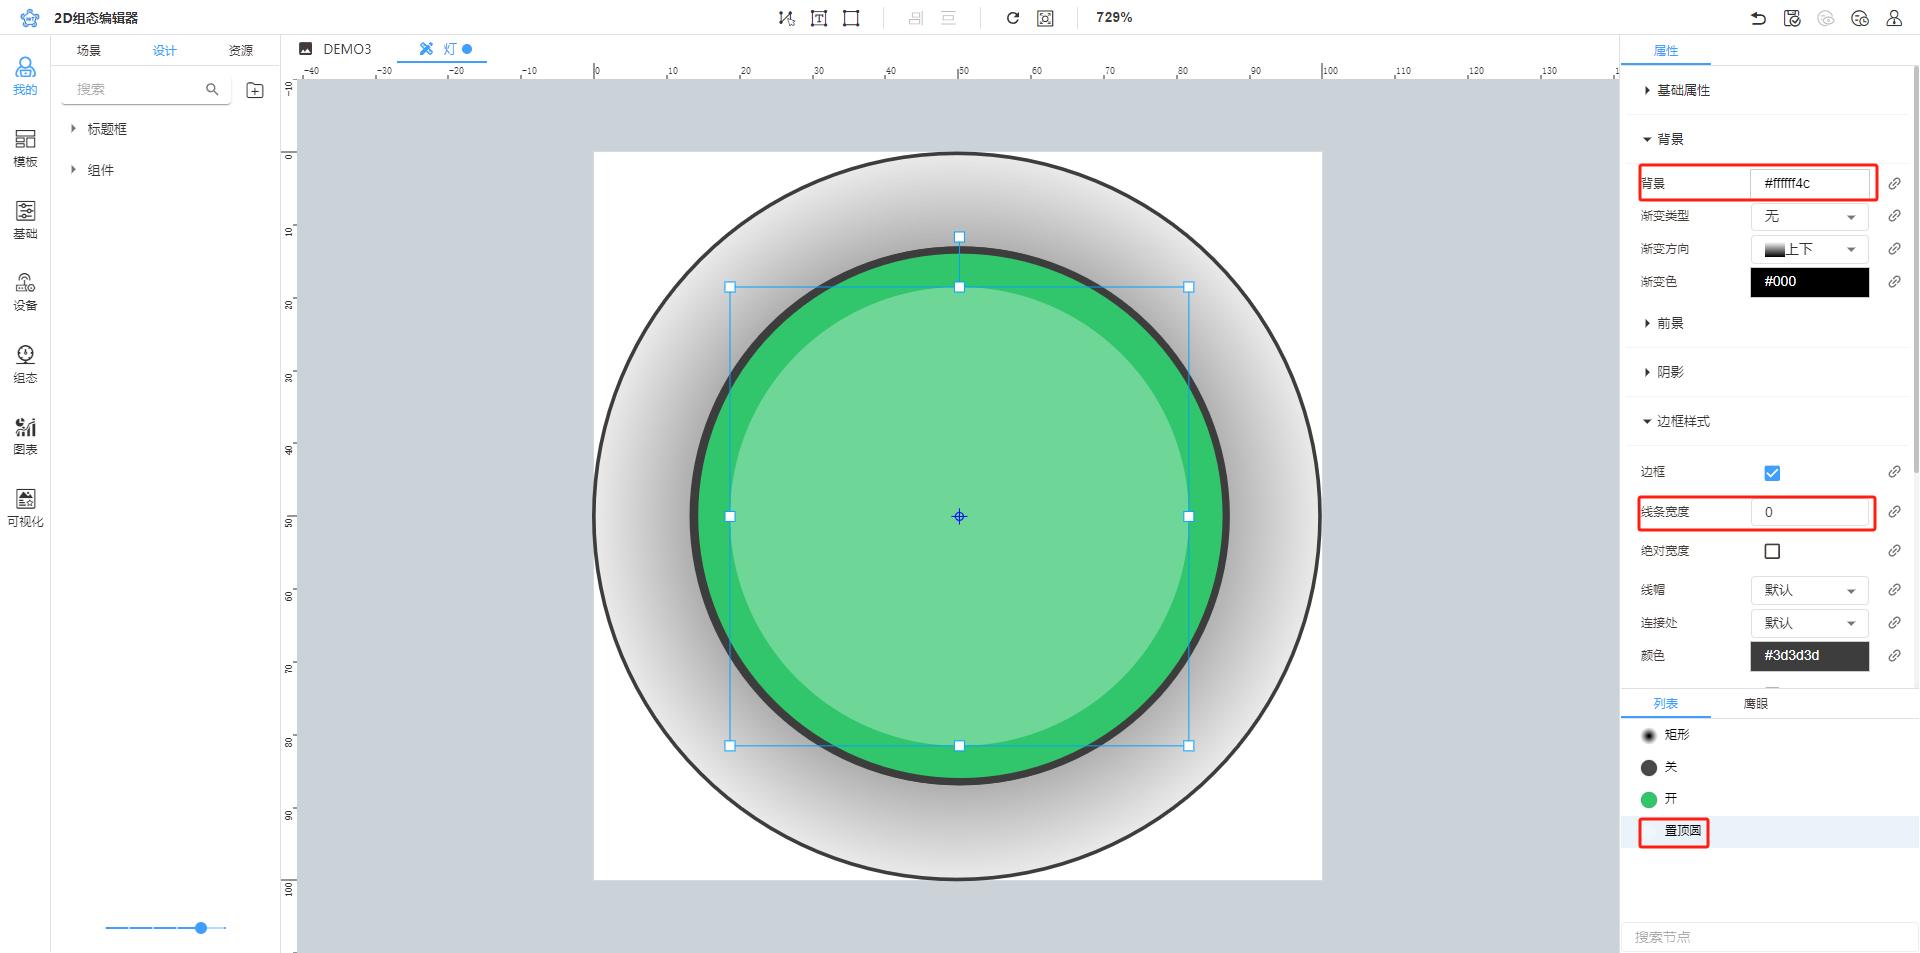 2D组态编辑器
729%
场景
设计
资源
DEMO3
灯
属性
我的
模板
基础
设备
组态
图表
可视化
搜索
标题框
组件
-40
-30
-20
-10
0
10
20
30
40
50
60
70
80
90
100
110
120
130
-10
0
10
20
30
40
50
60
70
80
90
100
基础属性
背景
背景 #ffffff4c
渐变类型 无
渐变方向 上下
渐变色 #000
前景
阴影
边框样式
边框
线条宽度 0
绝对宽度
线帽 默认
连接处 默认
颜色 #3d3d3d
列表
鹰眼
矩形
关
开
置顶圆
搜索节点